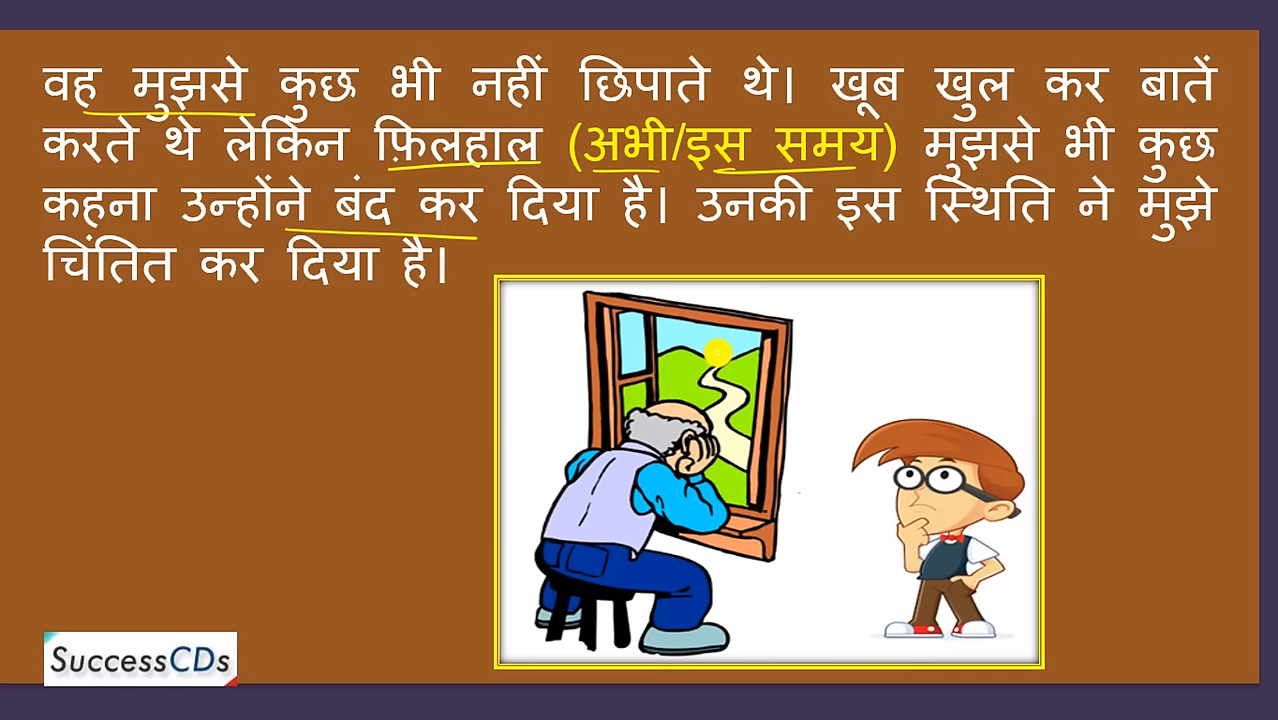 वह मुझसे कुछ भी नहीं छिपाते थे। खूब खुल कर बातें
करते थे लेकिन फ़िलहाल (अभी/इस समय) मुझसे भी कुछ
कहना उन्होंने बंद कर दिया है। उनकी इस स्थिति ने मुझे
चिंतित कर दिया है।
SuccessCDs